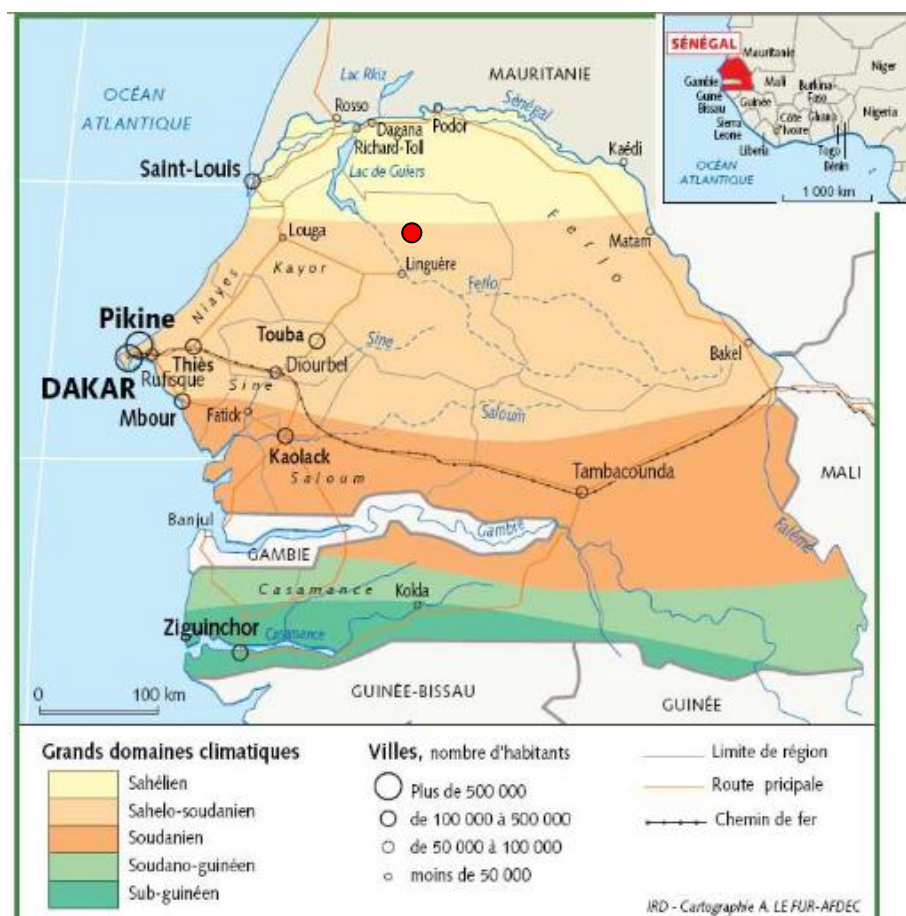 SÉNÉGAL
Mauritanie
Mali
Niger
Gambie
Guiné
Bissau
Guinée
Burkina-
Faso
Sierra
Leone
Côte
d'Ivoire
Ghana
Nigeria
Liberia
Togo
Bénin
OCÉAN
ATLANTIQUE
1 000 km
OCÉAN
ATLANTIQUE
MAURITANIE
Lac Rkiz
Sénégal
Rosso
Podor
Dagana
Richard-Toll
Kaédi
Saint-Louis
Lac de Guiers
Louga
Ferlo
Matam
Kayor
Linguère
Niayes
Ferlo
Pikine
Touba
Sine
Bakel
Thiès
Diourbel
DAKAR
Rufisque
Sine
Mbour
Fatick
Saloum
Kaolack
Saloum
Tambacounda
MALI
Banjul
Gambie
Falémé
GAMBIE
Casamance
Kolda
Ziguinchor
Casamance
0 100 km
GUINÉE-BISSAU
GUINÉE
Grands domaines climatiques
Sahélien
Sahelo-soudanien
Soudanien
Soudano-guinéen
Sub-guinéen
Villes, nombre d'habitants
Plus de 500 000
de 100 000 à 500 000
de 50 000 à 100 000
moins de 50 000
Limite de région
Route pricipale
Chemin de fer
IRD - Cartographie A. LE FUR-AFDEC